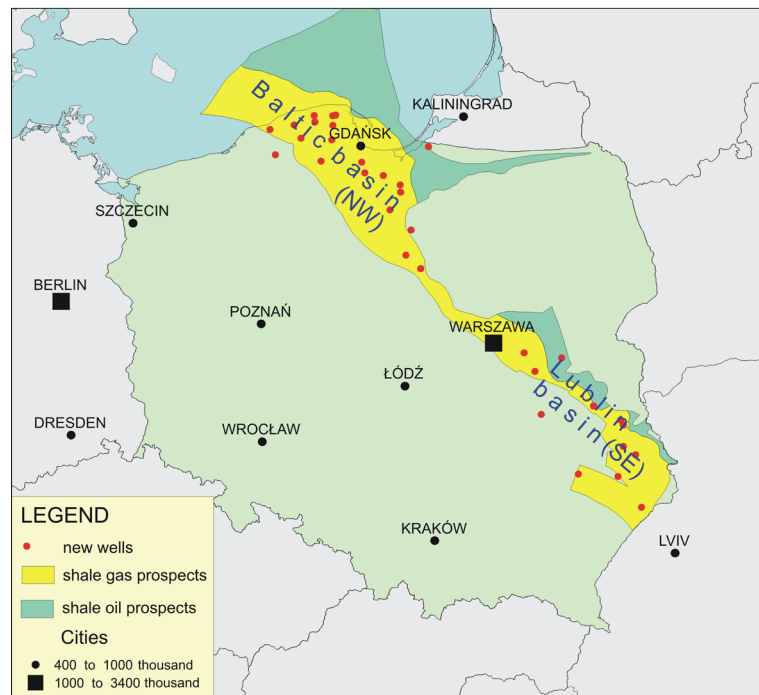 KALININGRAD
Baltic basin (NW)
GDAŃSK
SZCZECIN
BERLIN
POZNAŃ
WARSZAWA
ŁÓDŹ
Lublin
basin (SE)
DRESDEN
WROCŁAW
KRAKÓW
LVIV
LEGEND
new wells
shale gas prospects
shale oil prospects
Cities
400 to 1000 thousand
1000 to 3400 thousand